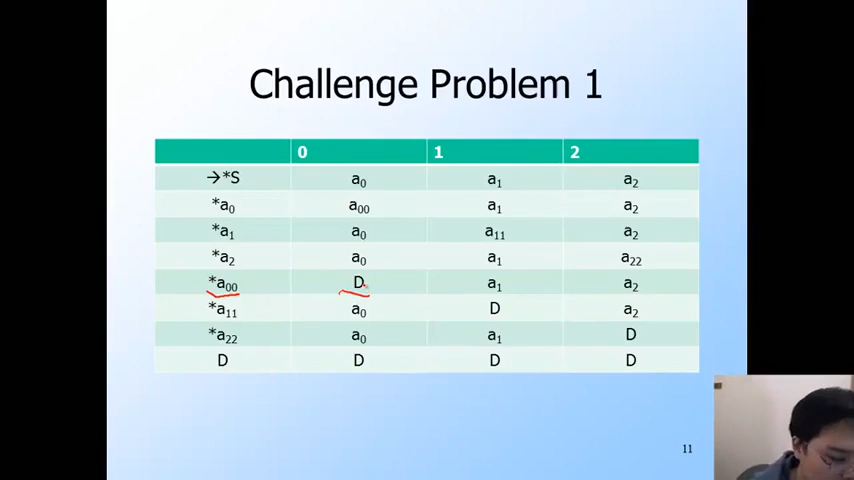 Challenge Problem 1
0 1 2
→*S a₀ a₁ a₂
*a₀ a₀₀ a₁ a₂
*a₁ a₀ a₁₁ a₂
*a₂ a₀ a₁ a₂₂
*a₀₀ D a₁ a₂
*a₁₁ a₀ D a₂
*a₂₂ a₀ a₁ D
D D D D
11